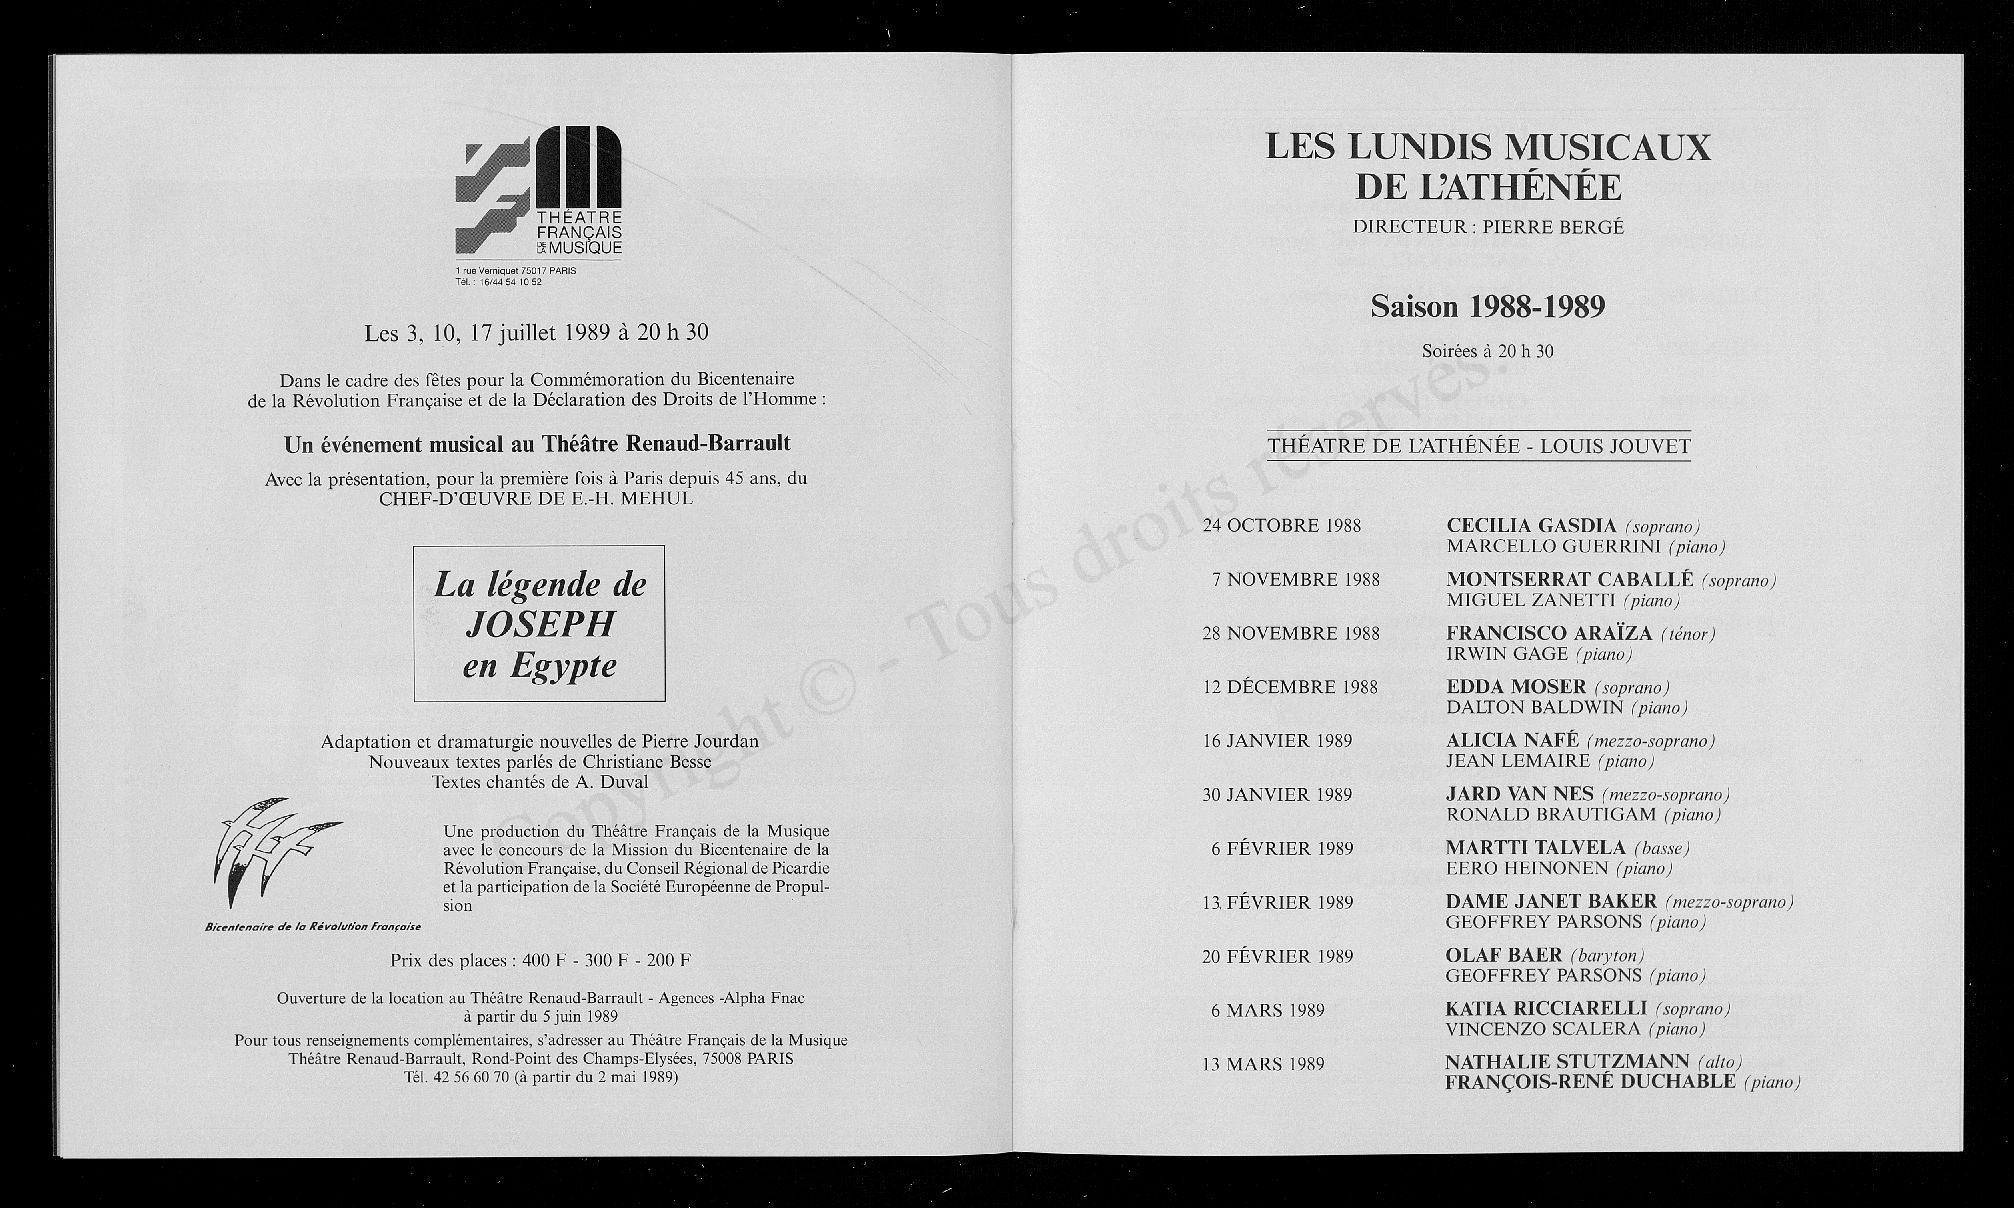 THÉATRE
FRANÇAIS
DE LA MUSIQUE
1 rue Verniquet 75017 PARIS
Tél. : 16/44 54 10 52
Les 3, 10, 17 juillet 1989 à 20 h 30
Dans le cadre des fêtes pour la Commémoration du Bicentenaire
de la Révolution Française et de la Déclaration des Droits de l'Homme :
Un événement musical au Théâtre Renaud-Barrault
Avec la présentation, pour la première fois à Paris depuis 45 ans, du
CHEF-D'ŒUVRE DE E.-H. MEHUL
La légende de
JOSEPH
en Egypte
Adaptation et dramaturgie nouvelles de Pierre Jourdan
Nouveaux textes parlés de Christiane Besse
Textes chantés de A. Duval
Une production du Théâtre Français de la Musique
avec le concours de la Mission du Bicentenaire de la
Révolution Française, du Conseil Régional de Picardie
et la participation de la Société Européenne de Propul-
sion
Bicentenaire de la Révolution Française
Prix des places : 400 F - 300 F - 200 F
Ouverture de la location au Théâtre Renaud-Barrault - Agences -Alpha Fnac
à partir du 5 juin 1989
Pour tous renseignements complémentaires, s'adresser au Théâtre Français de la Musique
Théâtre Renaud-Barrault, Rond-Point des Champs-Elysées, 75008 PARIS
Tél. 42 56 60 70 (à partir du 2 mai 1989)
LES LUNDIS MUSICAUX
DE L'ATHÉNÉE
DIRECTEUR : PIERRE BERGÉ
Saison 1988-1989
Soirées à 20 h 30
THÉATRE DE L'ATHÉNÉE - LOUIS JOUVET
24 OCTOBRE 1988 CECILIA GASDIA (soprano)
MARCELLO GUERRINI (piano)
7 NOVEMBRE 1988 MONTSERRAT CABALLÉ (soprano)
MIGUEL ZANETTI (piano)
28 NOVEMBRE 1988 FRANCISCO ARAÏZA (ténor)
IRWIN GAGE (piano)
12 DÉCEMBRE 1988 EDDA MOSER (soprano)
DALTON BALDWIN (piano)
16 JANVIER 1989 ALICIA NAFÉ (mezzo-soprano)
JEAN LEMAIRE (piano)
30 JANVIER 1989 JARD VAN NES (mezzo-soprano)
RONALD BRAUTIGAM (piano)
6 FÉVRIER 1989 MARTTI TALVELA (basse)
EERO HEINONEN (piano)
13 FÉVRIER 1989 DAME JANET BAKER (mezzo-soprano)
GEOFFREY PARSONS (piano)
20 FÉVRIER 1989 OLAF BAER (baryton)
GEOFFREY PARSONS (piano)
6 MARS 1989 KATIA RICCIARELLI (soprano)
VINCENZO SCALERA (piano)
13 MARS 1989 NATHALIE STUTZMANN (alto)
FRANÇOIS-RENÉ DUCHABLE (piano)
Copyright © - Tous droits réservés.